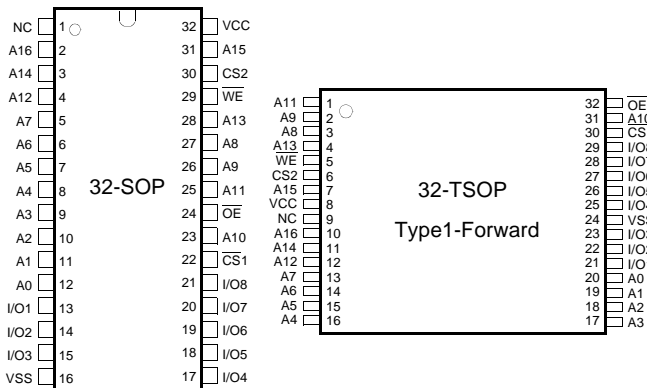 NC 1 32 VCC
A16 2 31 A15
A14 3 30 CS2
A12 4 29 WE
A7 5 28 A13
A6 6 27 A8
A5 7 26 A9
A4 8 25 A11
A3 9 24 OE
A2 10 23 A10
A1 11 22 CS1
A0 12 21 I/O8
I/O1 13 20 I/O7
I/O2 14 19 I/O6
I/O3 15 18 I/O5
VSS 16 17 I/O4
32-SOP
A11 1 32 OE
A9 2 31 A10
A8 3 30 CS
A13 4 29 I/O8
WE 5 28 I/O7
CS2 6 27 I/O6
A15 7 26 I/O5
VCC 8 25 I/O4
NC 9 24 VSS
A16 10 23 I/O3
A14 11 22 I/O2
A12 12 21 I/O1
A7 13 20 A0
A6 14 19 A1
A5 15 18 A2
A4 16 17 A3
32-TSOP
Type1-Forward